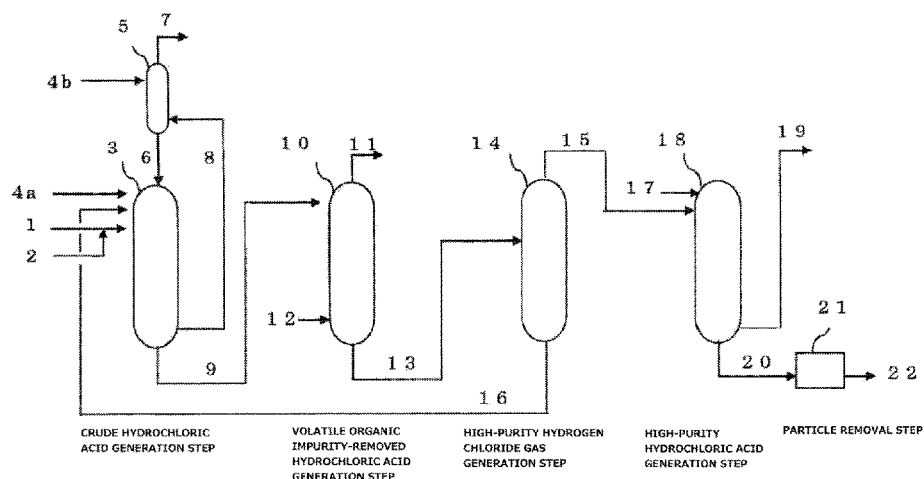 7
5
4b
3
6
8
10
11
14
15
18
19
4a
17
1
2
12
21
9
13
20
22
16
CRUDE HYDROCHLORIC
ACID GENERATION STEP
VOLATILE ORGANIC
IMPURITY-REMOVED
HYDROCHLORIC ACID
GENERATION STEP
HIGH-PURITY HYDROGEN
CHLORIDE GAS
GENERATION STEP
HIGH-PURITY
HYDROCHLORIC ACID
GENERATION STEP
PARTICLE REMOVAL STEP